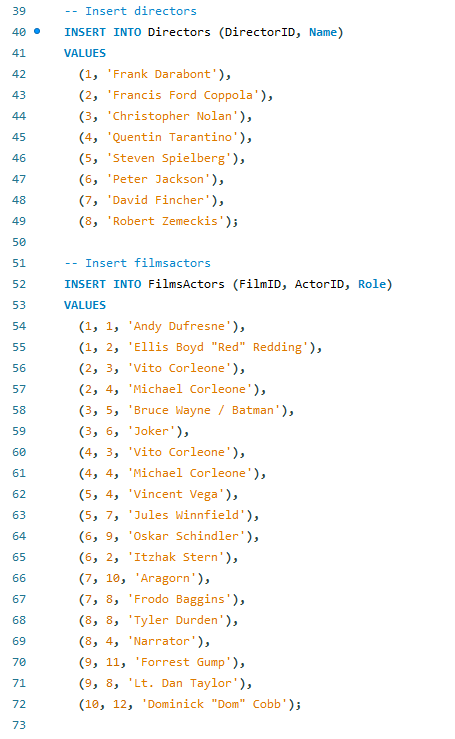 39 -- Insert directors
40 INSERT INTO Directors (DirectorID, Name)
41 VALUES
42 (1, 'Frank Darabont'),
43 (2, 'Francis Ford Coppola'),
44 (3, 'Christopher Nolan'),
45 (4, 'Quentin Tarantino'),
46 (5, 'Steven Spielberg'),
47 (6, 'Peter Jackson'),
48 (7, 'David Fincher'),
49 (8, 'Robert Zemeckis');
50
51 -- Insert filmsactors
52 INSERT INTO FilmsActors (FilmID, ActorID, Role)
53 VALUES
54 (1, 1, 'Andy Dufresne'),
55 (1, 2, 'Ellis Boyd "Red" Redding'),
56 (2, 3, 'Vito Corleone'),
57 (2, 4, 'Michael Corleone'),
58 (3, 5, 'Bruce Wayne / Batman'),
59 (3, 6, 'Joker'),
60 (4, 3, 'Vito Corleone'),
61 (4, 4, 'Michael Corleone'),
62 (5, 4, 'Vincent Vega'),
63 (5, 7, 'Jules Winnfield'),
64 (6, 9, 'Oskar Schindler'),
65 (6, 2, 'Itzhak Stern'),
66 (7, 10, 'Aragorn'),
67 (7, 8, 'Frodo Baggins'),
68 (8, 8, 'Tyler Durden'),
69 (8, 4, 'Narrator'),
70 (9, 11, 'Forrest Gump'),
71 (9, 8, 'Lt. Dan Taylor'),
72 (10, 12, 'Dominick "Dom" Cobb');
73